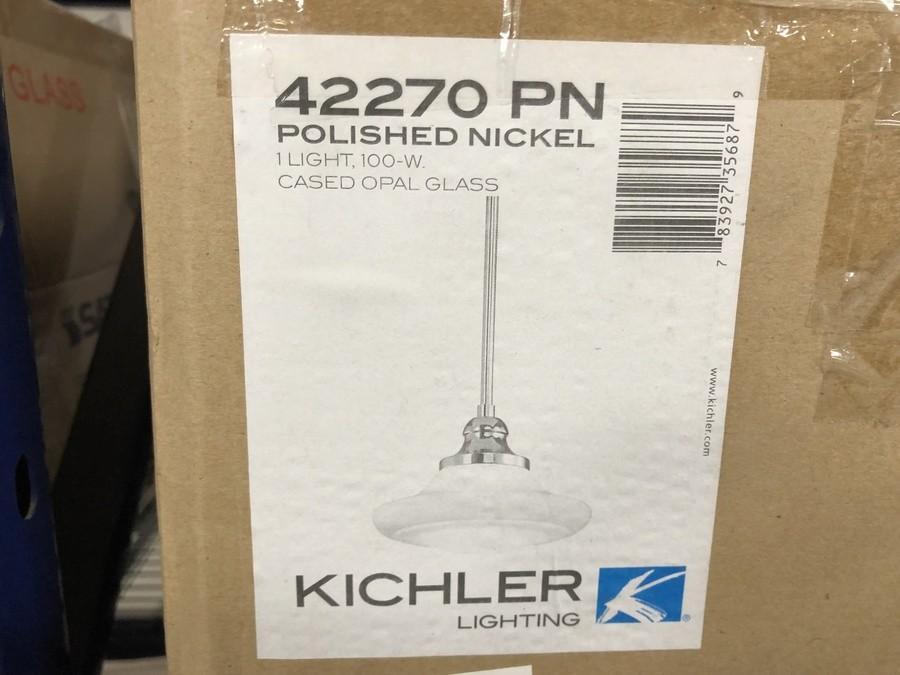 GLASS
42270 PN
POLISHED NICKEL
1 LIGHT, 100-W.
CASED OPAL GLASS
7 83927 35687 9
www.kichler.com
KICHLER
LIGHTING
®